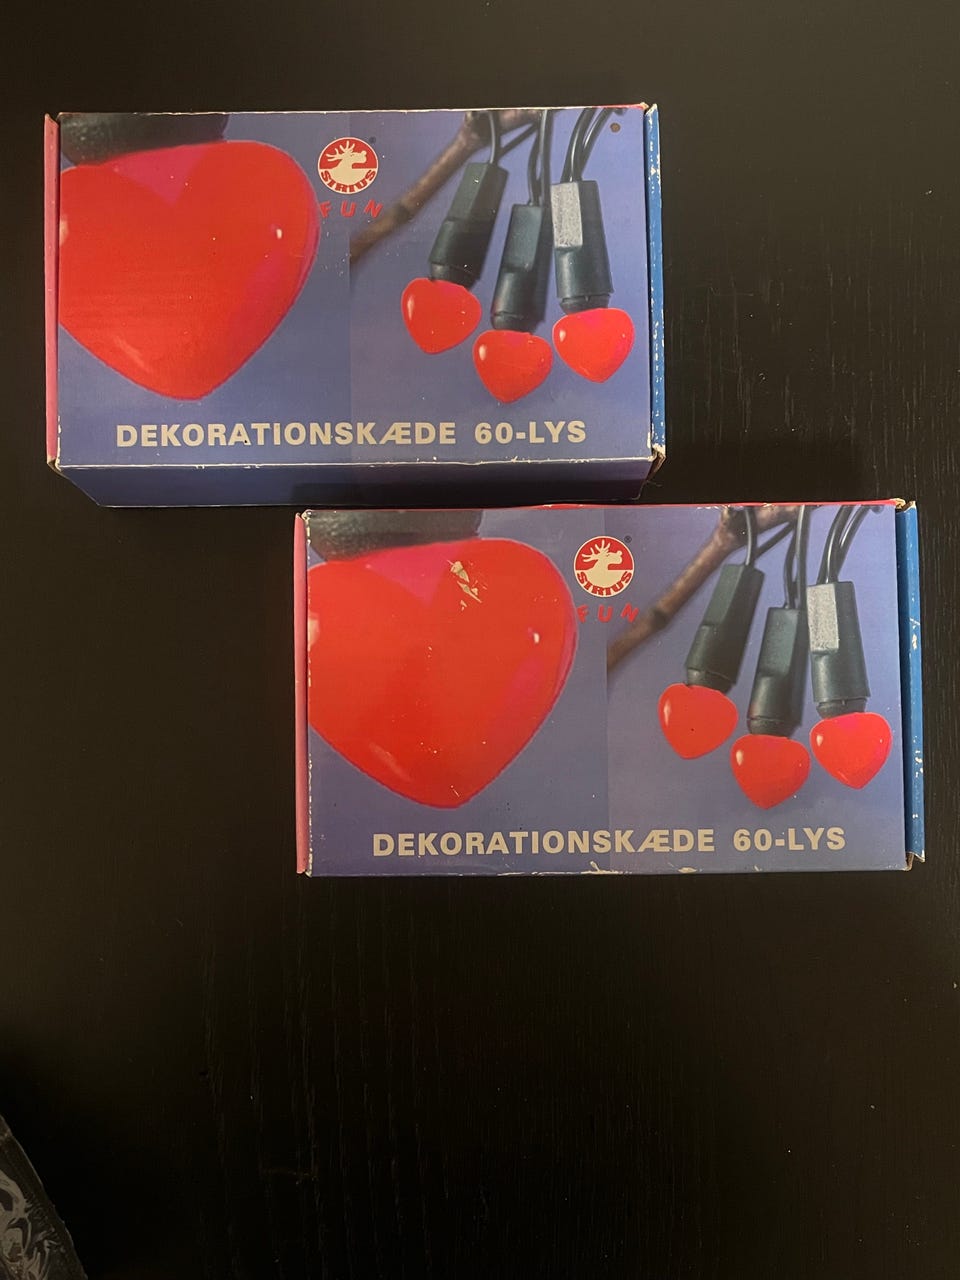 SIRIUS
FUN
DEKORATIONSKÆDE 60-LYS
SIRIUS
FUN
DEKORATIONSKÆDE 60-LYS